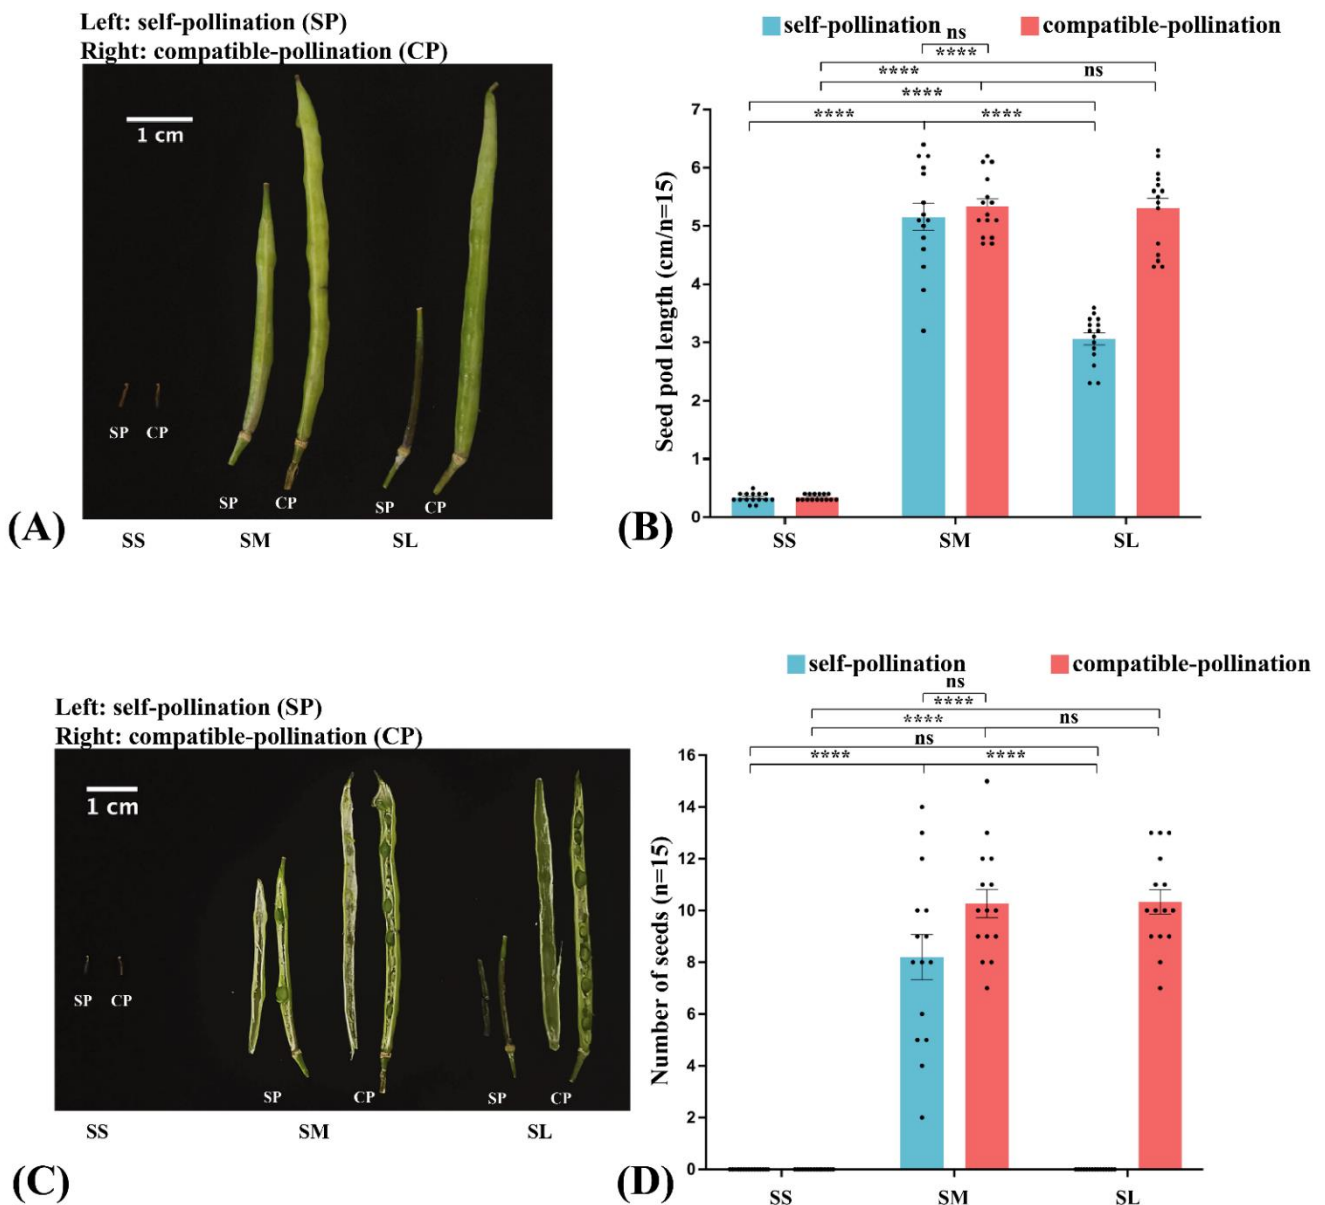 Left: self-pollination (SP)
Right: compatible-pollination (CP)
1 cm
SP CP
SP CP
SP CP
SS SM SL
(A)
self-pollination compatible-pollination
ns
****
**** ns
****
**** ****
Seed pod length (cm/n=15)
7
6
5
4
3
2
1
0
SS SM SL
(B)
Left: self-pollination (SP)
Right: compatible-pollination (CP)
1 cm
SP CP
SP CP
SP CP
SS SM SL
(C)
self-pollination compatible-pollination
ns
****
**** ns
ns
**** ****
Number of seeds (n=15)
16
14
12
10
8
6
4
2
0
SS SM SL
(D)